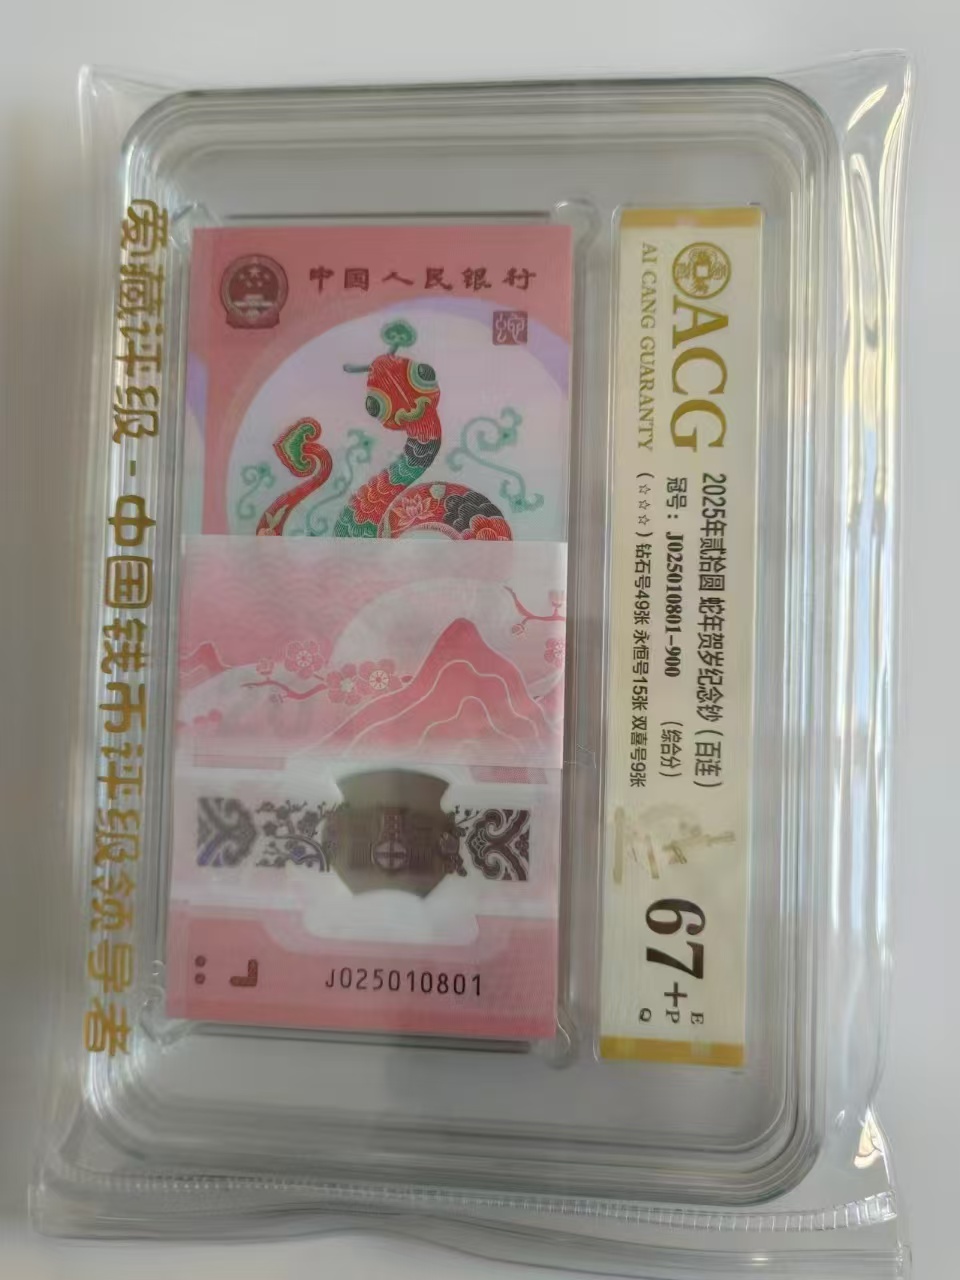 爱藏评级 - 中国钱币评级领导者
中国人民银行
J025010801
ACG
AI CANG GUARANTY
2025年贰拾圆 蛇年贺岁纪念钞（百连）
冠号：J025010801-900 （综合分）
（☆☆☆）钻石号49张 永恒号15张 双喜号9张
67+
E
P
Q